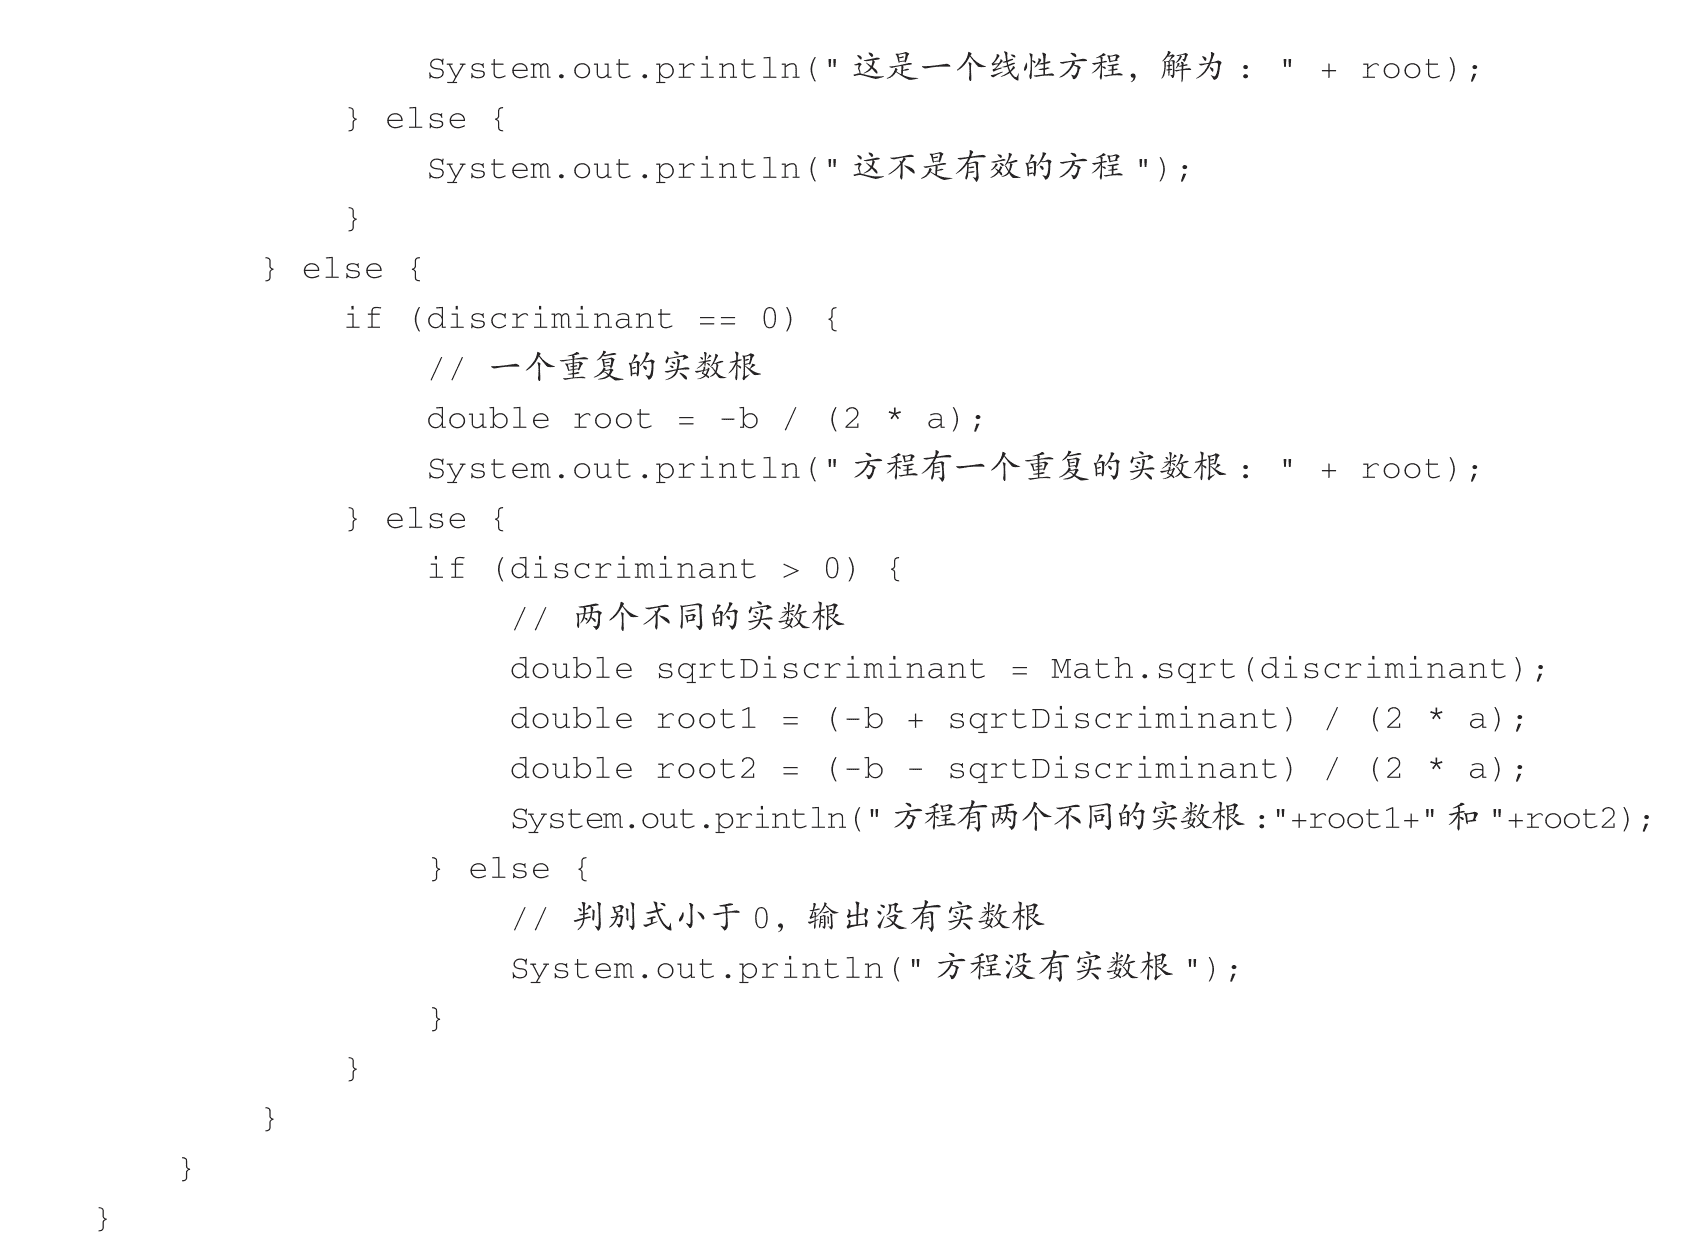 System.out.println("这是一个线性方程，解为： " + root);
} else {
System.out.println("这不是有效的方程");
}
} else {
if (discriminant == 0) {
// 一个重复的实数根
double root = -b / (2 * a);
System.out.println("方程有一个重复的实数根： " + root);
} else {
if (discriminant > 0) {
// 两个不同的实数根
double sqrtDiscriminant = Math.sqrt(discriminant);
double root1 = (-b + sqrtDiscriminant) / (2 * a);
double root2 = (-b - sqrtDiscriminant) / (2 * a);
System.out.println("方程有两个不同的实数根:"+root1+"和"+root2);
} else {
// 判别式小于0，输出没有实数根
System.out.println("方程没有实数根");
}
}
}
}
}